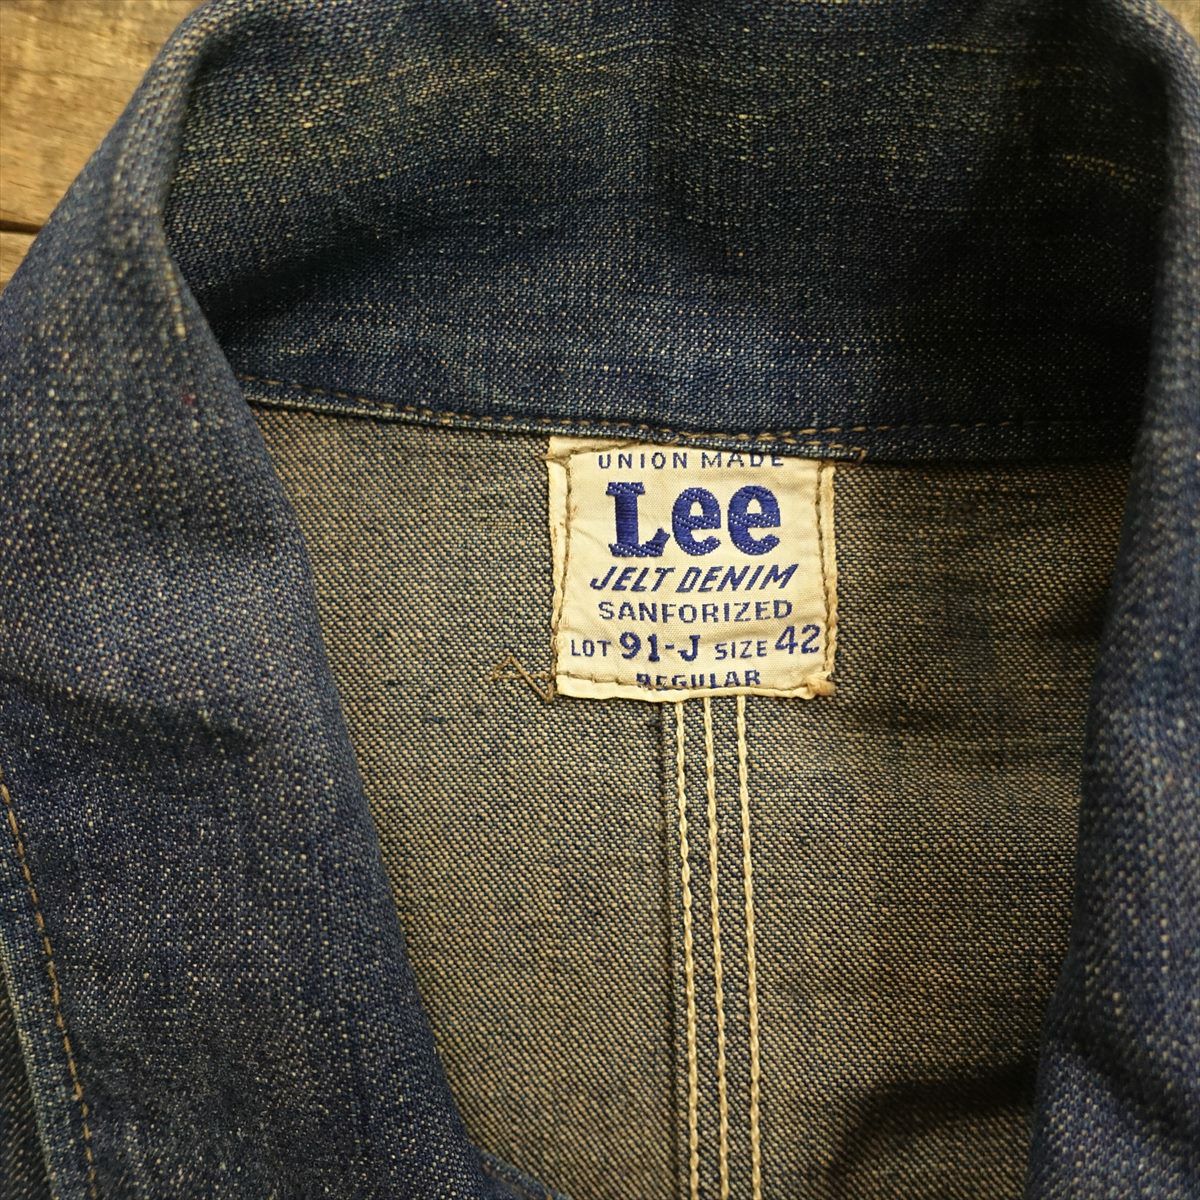 UNION MADE
Lee
JELT DENIM
SANFORIZED
LOT 91-J SIZE 42
REGULAR